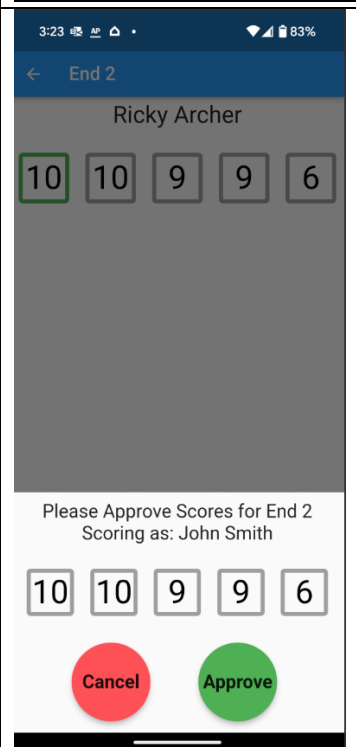 3:23 AP 83%
← End 2
Ricky Archer
10 10 9 9 6
Please Approve Scores for End 2
Scoring as: John Smith
10 10 9 9 6
Cancel Approve